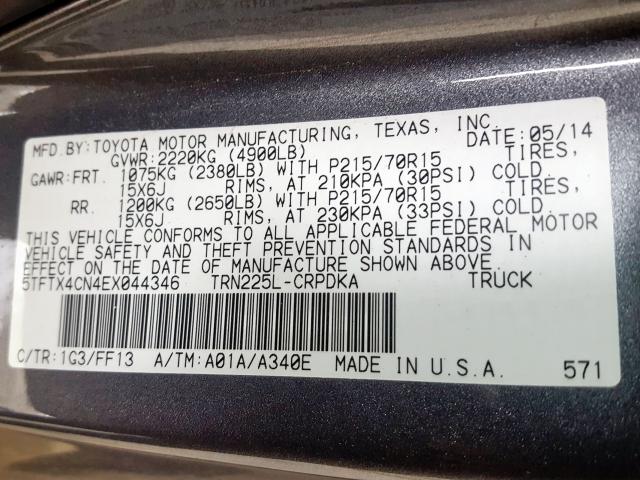 MFD.BY:TOYOTA MOTOR MANUFACTURING, TEXAS, INC. DATE:05/14
GVWR:2220KG (4900LB)
GAWR:FRT. 1075KG (2380LB) WITH P215/70R15 TIRES,
15X6J RIMS, AT 210KPA (30PSI) COLD.
RR. 1200KG (2650LB) WITH P215/70R15 TIRES,
15X6J RIMS, AT 230KPA (33PSI) COLD.
THIS VEHICLE CONFORMS TO ALL APPLICABLE FEDERAL MOTOR
VEHICLE SAFETY AND THEFT PREVENTION STANDARDS IN
EFFECT ON THE DATE OF MANUFACTURE SHOWN ABOVE.
5TFTX4CN4EX044346 TRN225L-CRPDKA TRUCK
C/TR:1G3/FF13 A/TM:A01A/A340E MADE IN U.S.A. 571